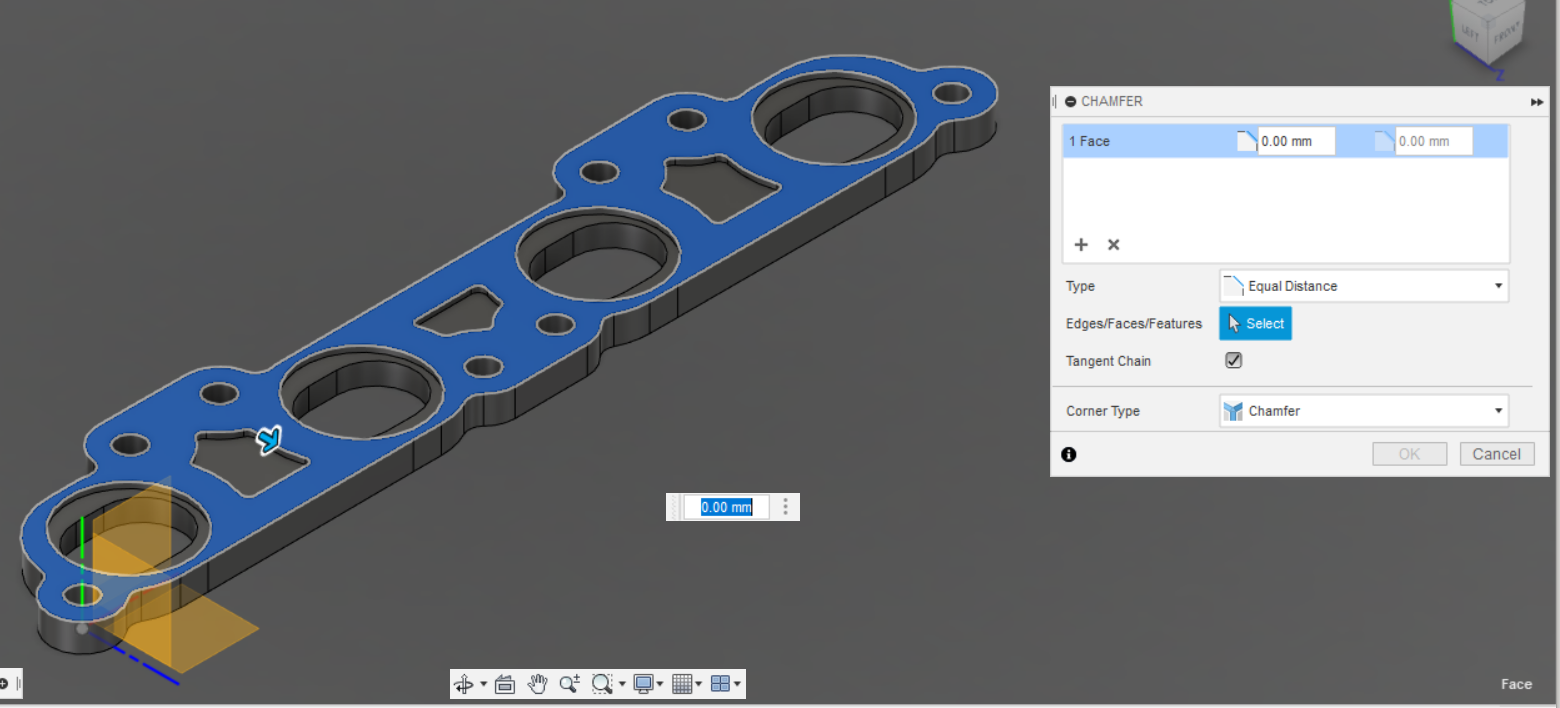 LEFT
FRONT
Z
CHAMFER
1 Face
0.00 mm
0.00 mm
Type
Equal Distance
Edges/Faces/Features
Select
Tangent Chain
Corner Type
Chamfer
OK
Cancel
0.00 mm
Face